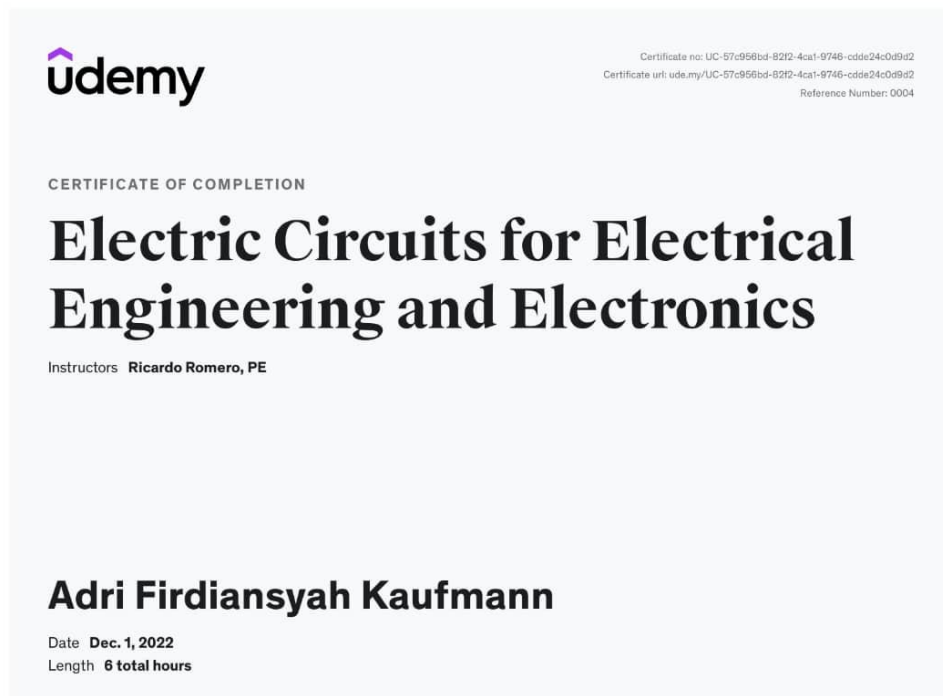 udemy
Certificate no: UC-57c956bd-82f2-4ca1-9746-cdde24c0d9d2
Certificate url: ude.my/UC-57c956bd-82f2-4ca1-9746-cdde24c0d9d2
Reference Number: 0004
CERTIFICATE OF COMPLETION
Electric Circuits for Electrical
Engineering and Electronics
Instructors Ricardo Romero, PE
Adri Firdiansyah Kaufmann
Date Dec. 1, 2022
Length 6 total hours